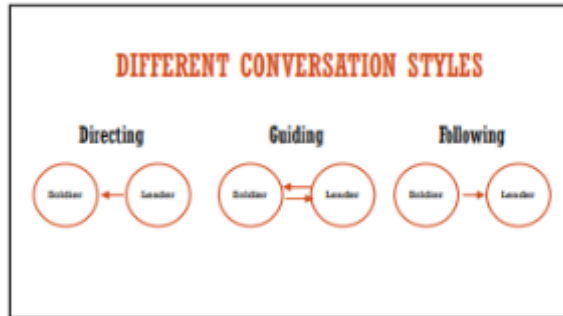 DIFFERENT CONVERSATION STYLES
Directing Guiding Following
Soldier Leader Soldier Leader Soldier Leader